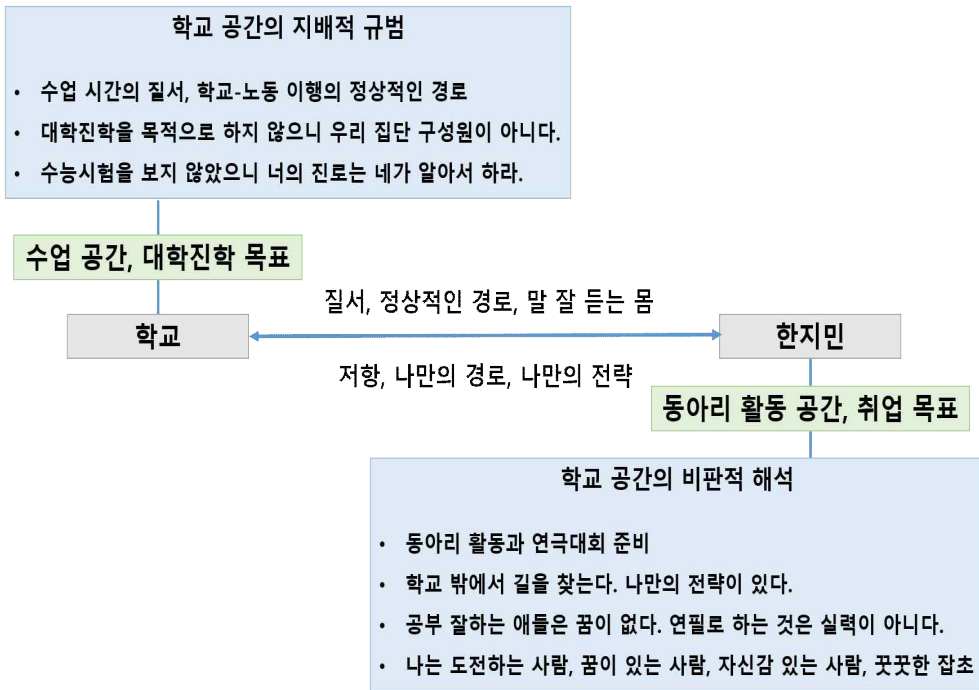 학교 공간의 지배적 규범
• 수업 시간의 질서, 학교-노동 이행의 정상적인 경로
• 대학진학을 목적으로 하지 않으니 우리 집단 구성원이 아니다.
• 수능시험을 보지 않았으니 너의 진로는 네가 알아서 하라.
수업 공간, 대학진학 목표
질서, 정상적인 경로, 말 잘 듣는 몸
학교
한지민
저항, 나만의 경로, 나만의 전략
동아리 활동 공간, 취업 목표
학교 공간의 비판적 해석
• 동아리 활동과 연극대회 준비
• 학교 밖에서 길을 찾는다. 나만의 전략이 있다.
• 공부 잘하는 애들은 꿈이 없다. 연필로 하는 것은 실력이 아니다.
• 나는 도전하는 사람, 꿈이 있는 사람, 자신감 있는 사람, 꿋꿋한 잡초